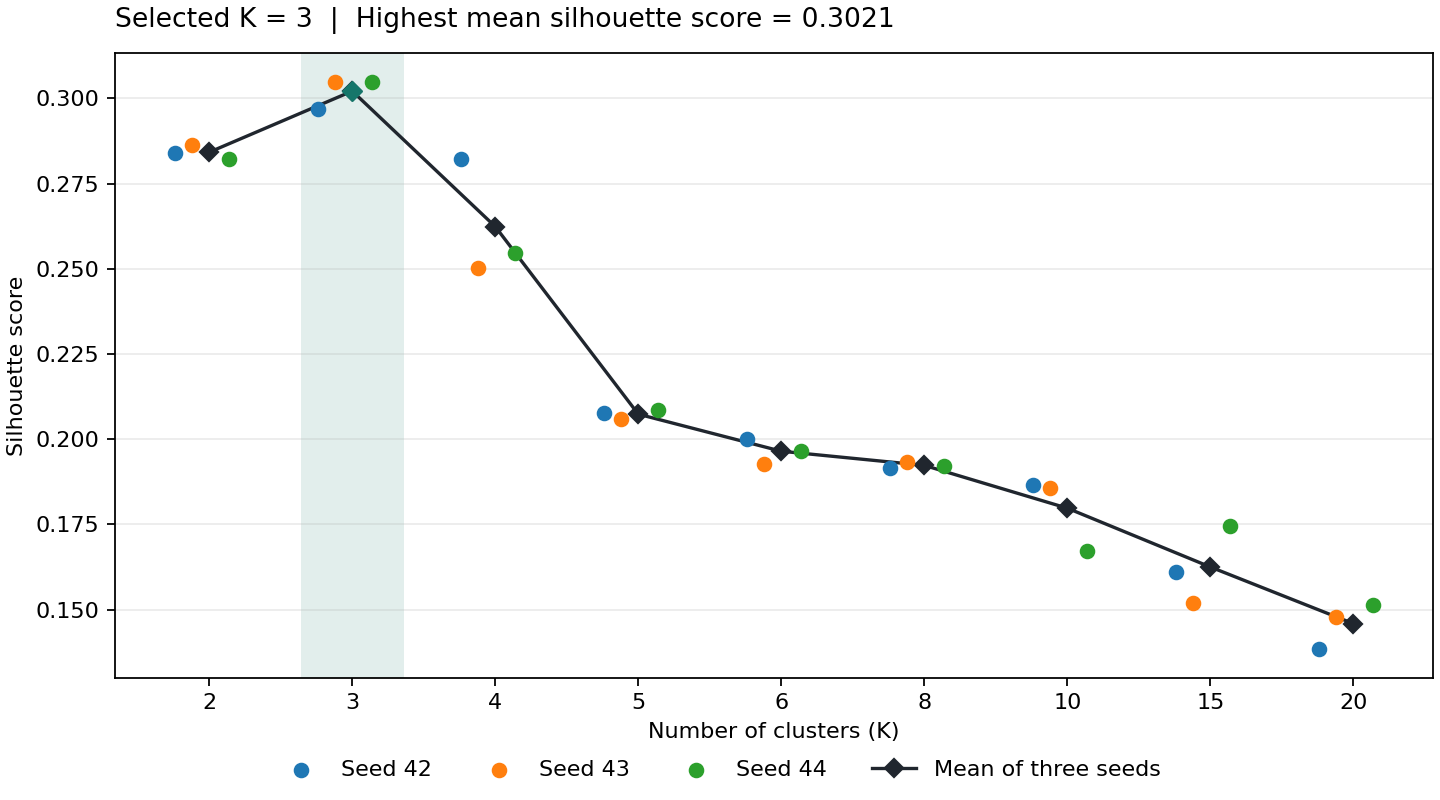 Selected K = 3 | Highest mean silhouette score = 0.3021
0.300
0.275
0.250
0.225
0.200
0.175
0.150
Silhouette score
2 3 4 5 6 8 10 15 20
Number of clusters (K)
Seed 42 Seed 43 Seed 44 Mean of three seeds